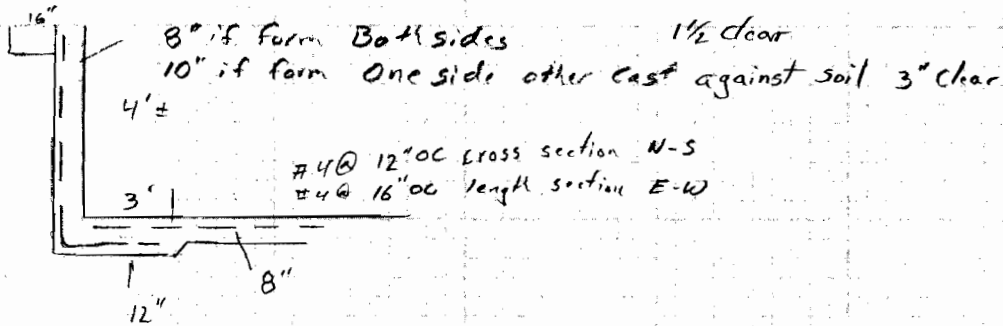 16"
8" if form Both sides 1½ clear
10" if form One side other cast against soil 3" Clear
4' ±
#4@ 12" OC cross section N-S
#4@ 16" OC length section E-W
3'
8"
12"